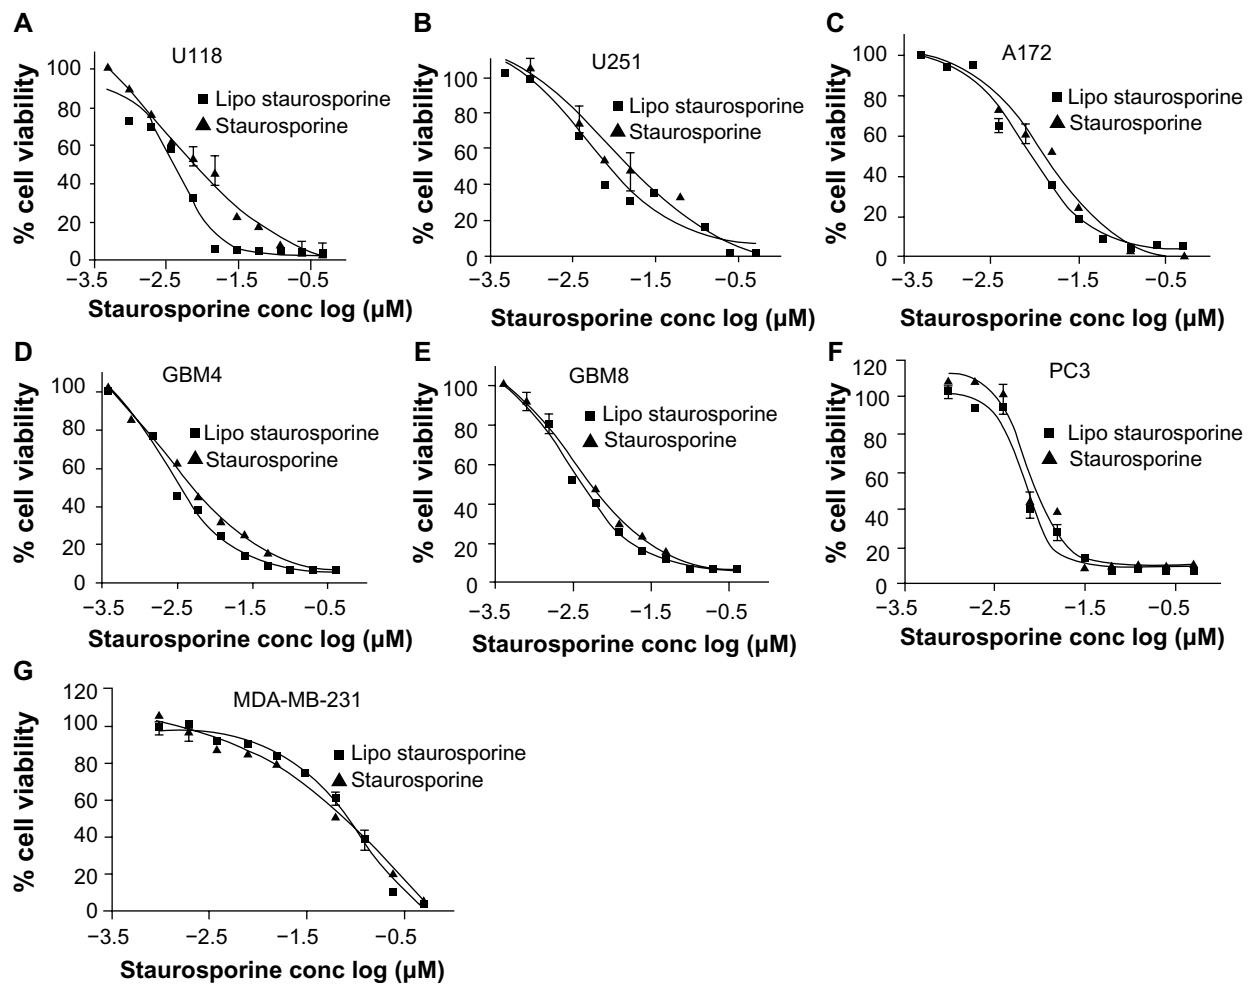 A
U118
% cell viability
100
80
60
40
20
0
−3.5
−2.5
−1.5
−0.5
Lipo staurosporine
Staurosporine
Staurosporine conc log (µM)
B
U251
% cell viability
100
80
60
40
20
0
−3.5
−2.5
−1.5
−0.5
Lipo staurosporine
Staurosporine
Staurosporine conc log (µM)
C
A172
% cell viability
100
80
60
40
20
0
−3.5
−2.5
−1.5
−0.5
Lipo staurosporine
Staurosporine
Staurosporine conc log (µM)
D
GBM4
% cell viability
100
80
60
40
20
0
−3.5
−2.5
−1.5
−0.5
Lipo staurosporine
Staurosporine
Staurosporine conc log (µM)
E
GBM8
% cell viability
100
80
60
40
20
0
−3.5
−2.5
−1.5
−0.5
Lipo staurosporine
Staurosporine
Staurosporine conc log (µM)
F
PC3
% cell viability
120
100
80
60
40
20
0
−3.5
−2.5
−1.5
−0.5
Lipo staurosporine
Staurosporine
Staurosporine conc log (µM)
G
MDA-MB-231
% cell viability
120
100
80
60
40
20
0
−3.5
−2.5
−1.5
−0.5
Lipo staurosporine
Staurosporine
Staurosporine conc log (µM)